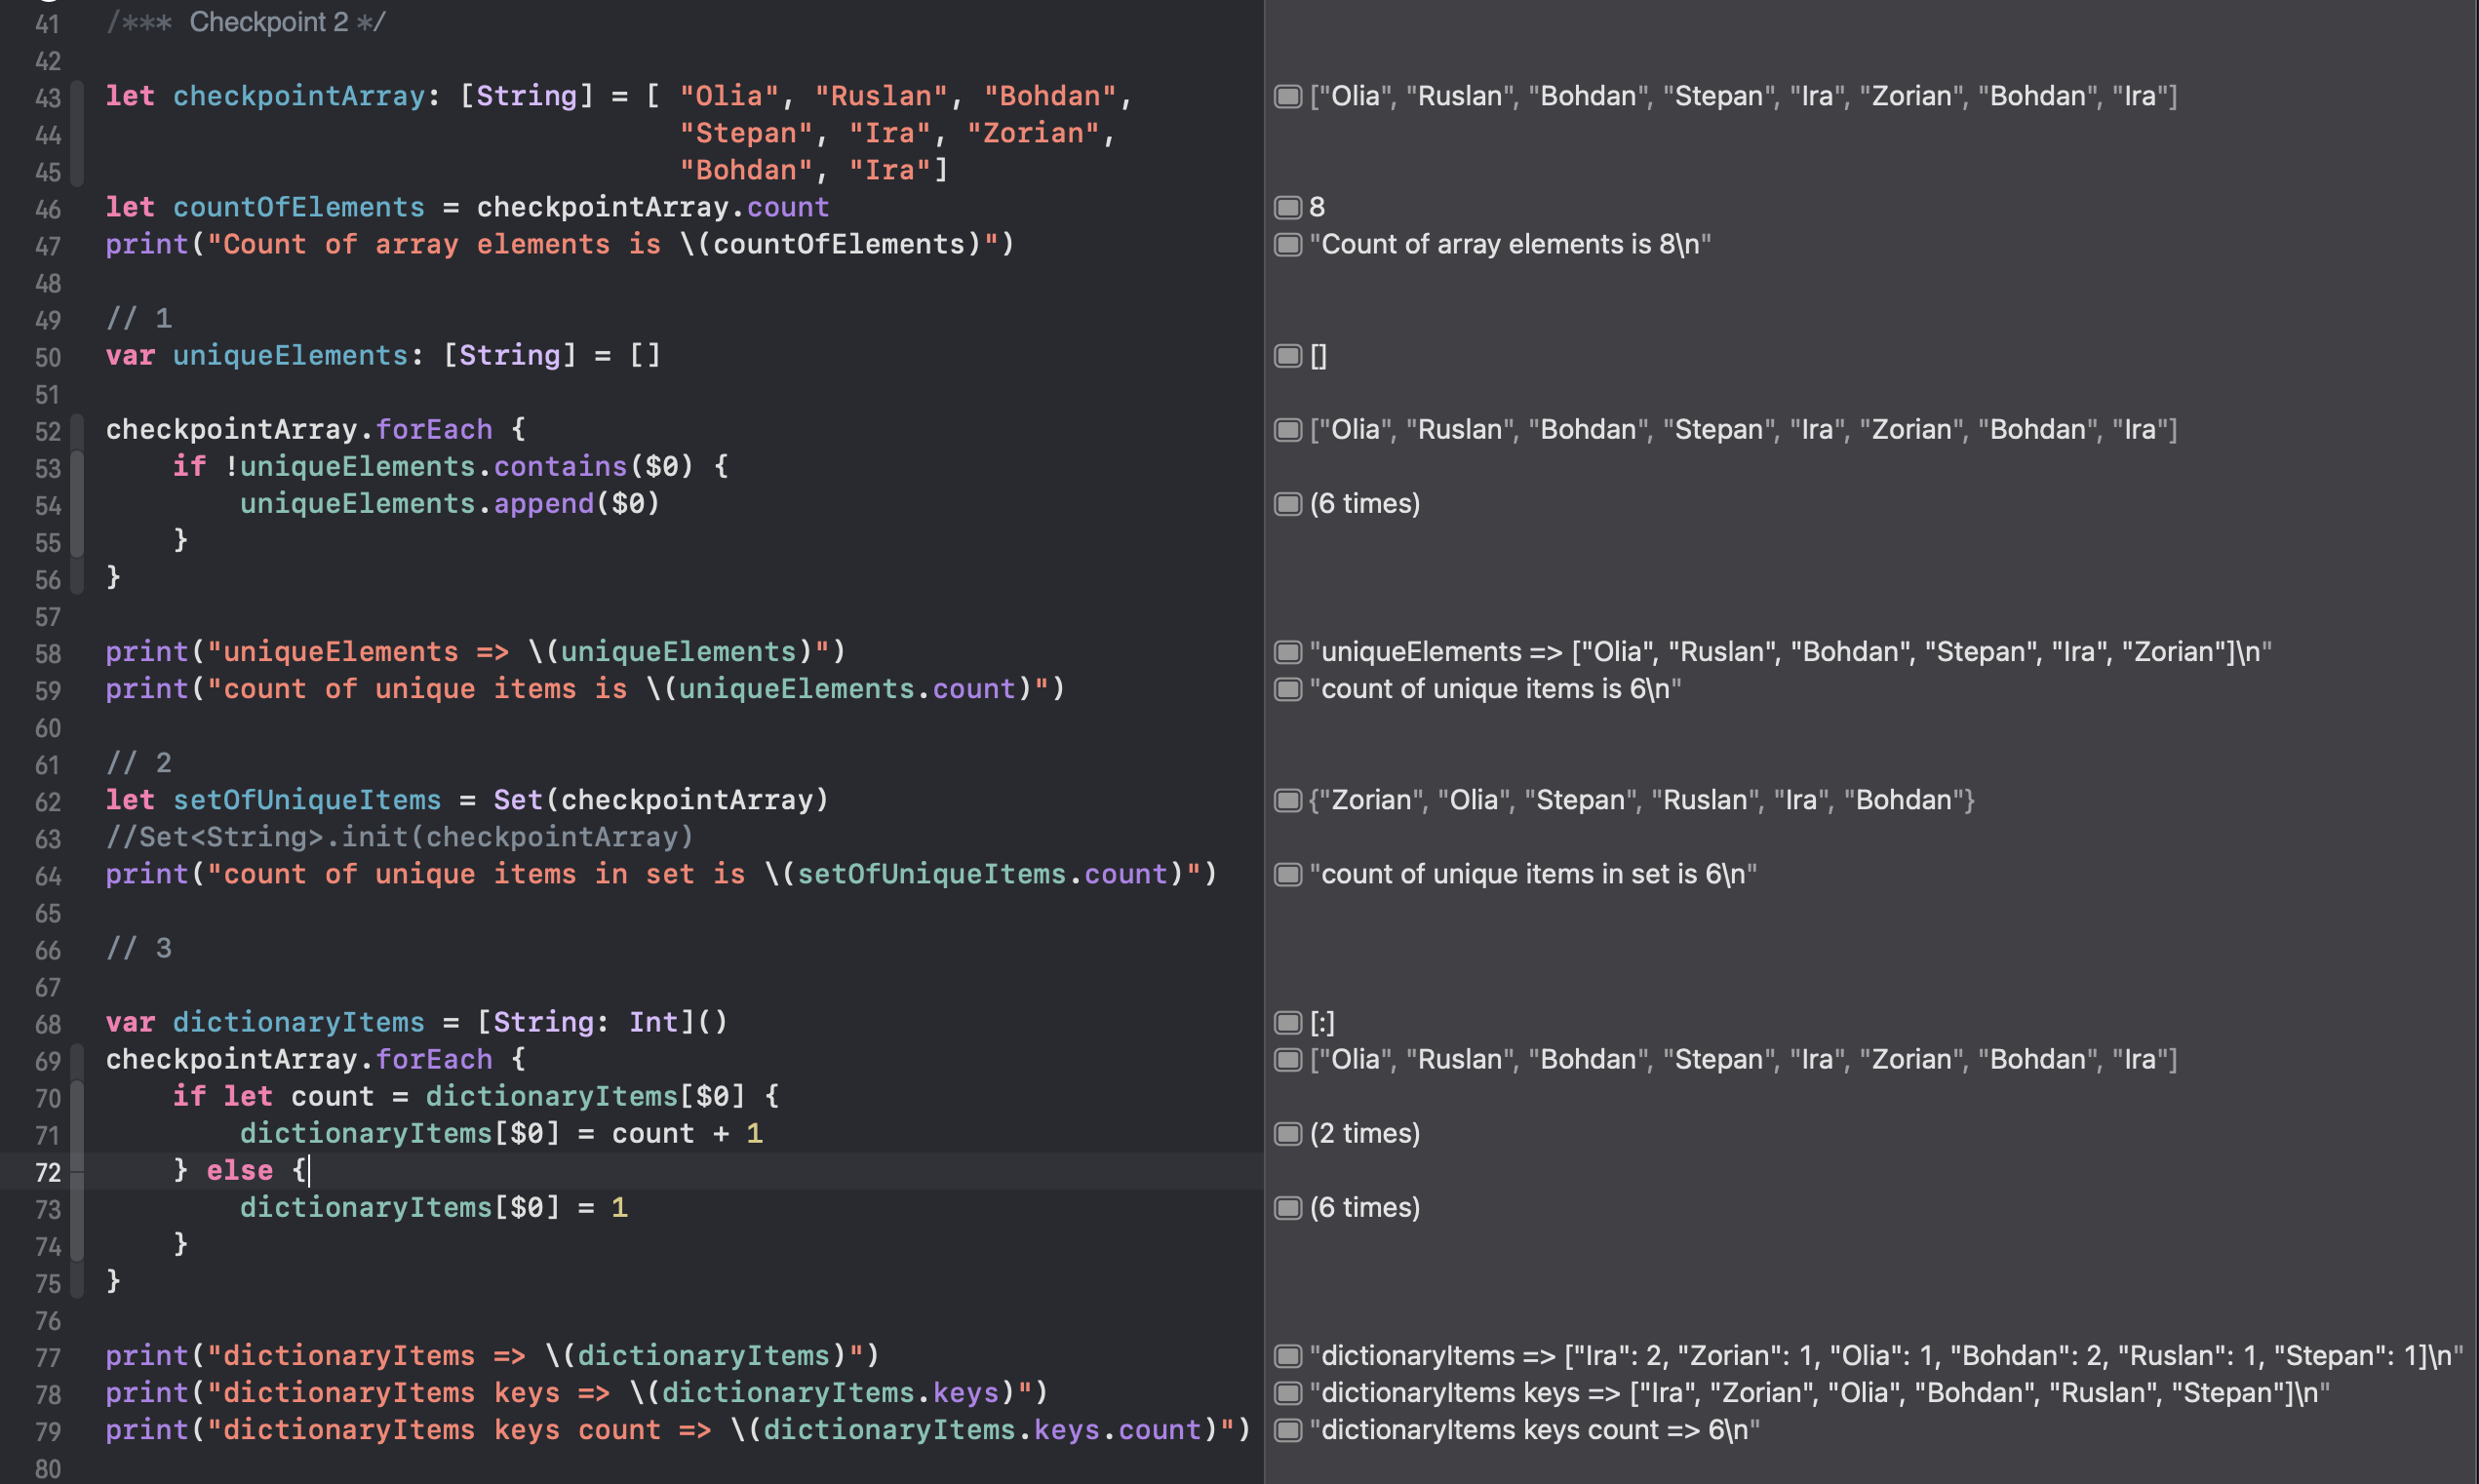 41 /*** Checkpoint 2 */
42
43 let checkpointArray: [String] = [ "Olia", "Ruslan", "Bohdan", ["Olia", "Ruslan", "Bohdan", "Stepan", "Ira", "Zorian", "Bohdan", "Ira"]
44 "Stepan", "Ira", "Zorian",
45 "Bohdan", "Ira"]
46 let countOfElements = checkpointArray.count 8
47 print("Count of array elements is \(countOfElements)") "Count of array elements is 8\n"
48
49 // 1
50 var uniqueElements: [String] = [] []
51
52 checkpointArray.forEach { ["Olia", "Ruslan", "Bohdan", "Stepan", "Ira", "Zorian", "Bohdan", "Ira"]
53 if !uniqueElements.contains($0) {
54 uniqueElements.append($0) (6 times)
55 }
56 }
57
58 print("uniqueElements => \(uniqueElements)") "uniqueElements => ["Olia", "Ruslan", "Bohdan", "Stepan", "Ira", "Zorian"]\n"
59 print("count of unique items is \(uniqueElements.count)") "count of unique items is 6\n"
60
61 // 2
62 let setOfUniqueItems = Set(checkpointArray) {"Zorian", "Olia", "Stepan", "Ruslan", "Ira", "Bohdan"}
63 //Set<String>.init(checkpointArray)
64 print("count of unique items in set is \(setOfUniqueItems.count)") "count of unique items in set is 6\n"
65
66 // 3
67
68 var dictionaryItems = [String: Int]() [:]
69 checkpointArray.forEach { ["Olia", "Ruslan", "Bohdan", "Stepan", "Ira", "Zorian", "Bohdan", "Ira"]
70 if let count = dictionaryItems[$0] {
71 dictionaryItems[$0] = count + 1 (2 times)
72 } else {
73 dictionaryItems[$0] = 1 (6 times)
74 }
75 }
76
77 print("dictionaryItems => \(dictionaryItems)") "dictionaryItems => ["Ira": 2, "Zorian": 1, "Olia": 1, "Bohdan": 2, "Ruslan": 1, "Stepan": 1]\n"
78 print("dictionaryItems keys => \(dictionaryItems.keys)") "dictionaryItems keys => ["Ira", "Zorian", "Olia", "Bohdan", "Ruslan", "Stepan"]\n"
79 print("dictionaryItems keys count => \(dictionaryItems.keys.count)") "dictionaryItems keys count => 6\n"
80